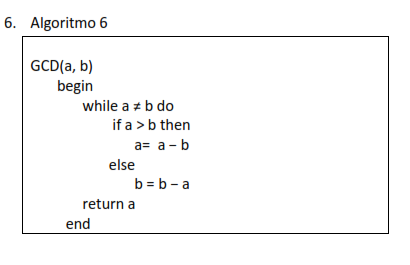 6. Algoritmo 6
GCD(a, b)
begin
while a ≠ b do
if a > b then
a= a – b
else
b = b – a
return a
end